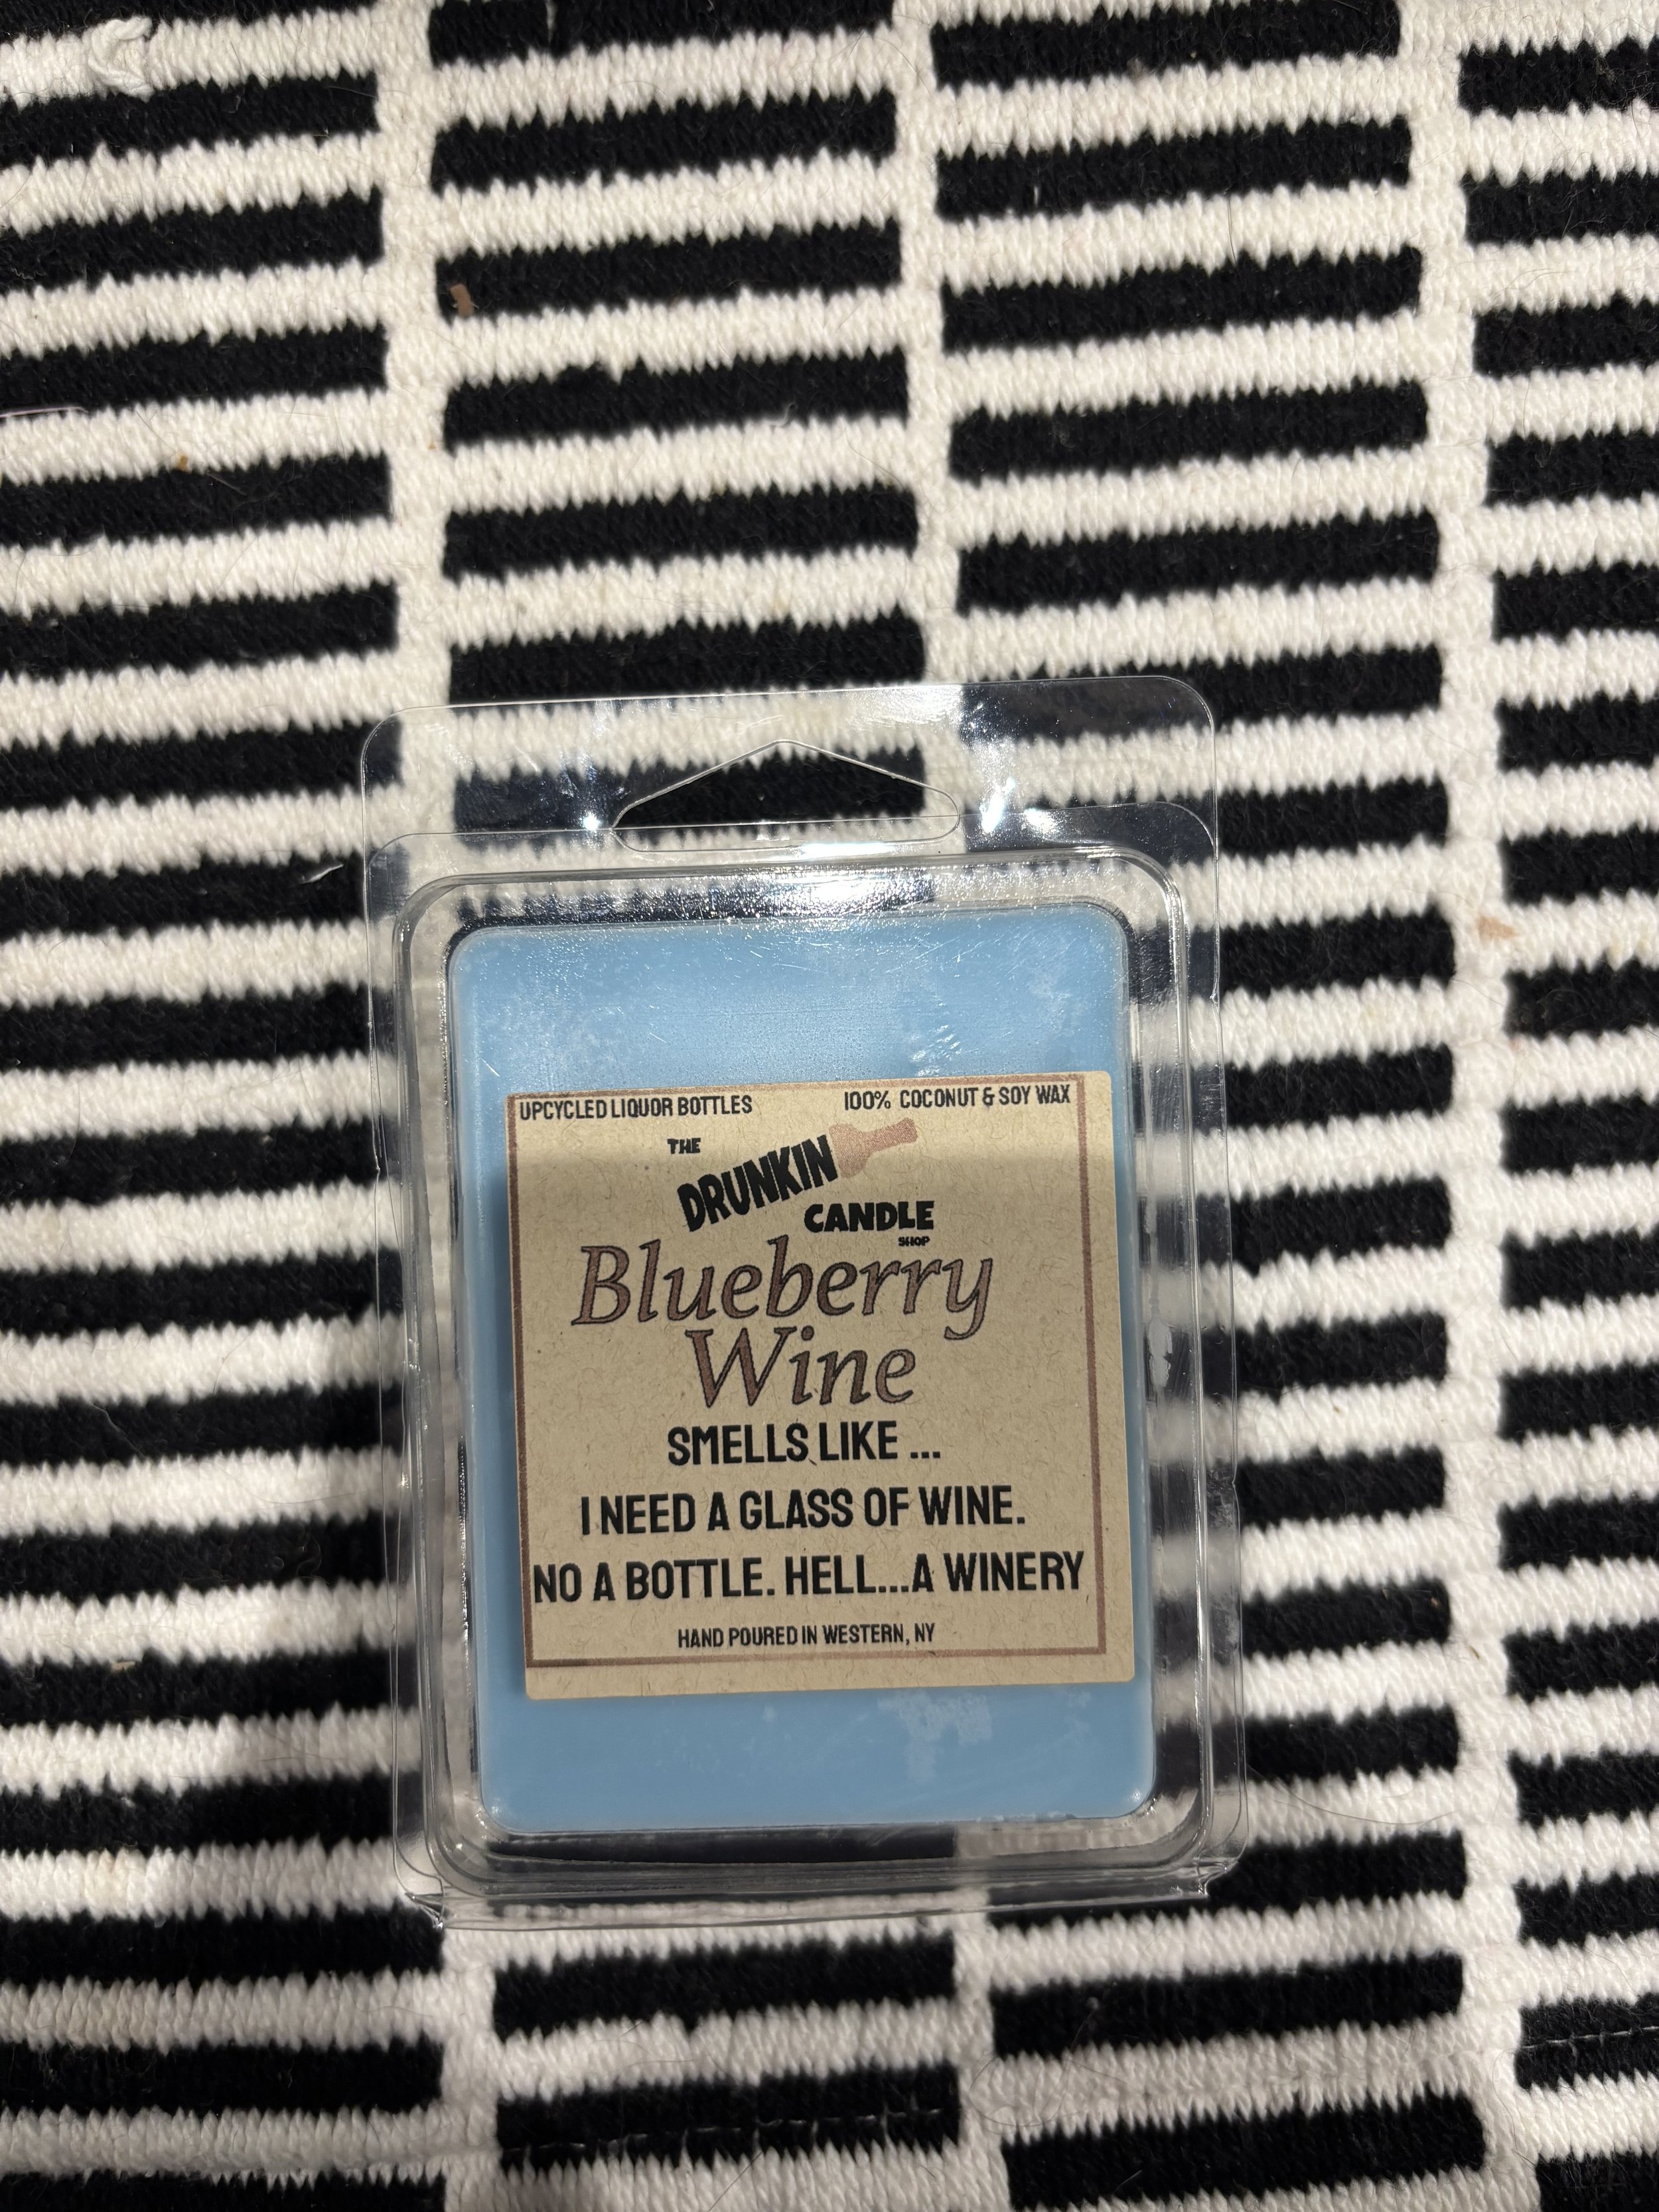 UPCYCLED LIQUOR BOTTLES 100% COCONUT & SOY WAX
THE
DRUNKIN
CANDLE
SHOP
Blueberry
Wine
SMELLS LIKE ...
I NEED A GLASS OF WINE.
NO A BOTTLE. HELL...A WINERY
HAND POURED IN WESTERN, NY